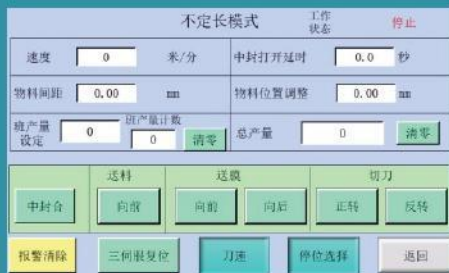 不定长模式 工作状态 停止
速度 0 米/分 中封打开延时 0.0 秒
物料间距 0.00 mm 物料位置调整 0.00 mm
班产量设定 0 班产量计数 0 清零 总产量 0 清零
送料 送膜 切刀
中封合 向前 向前 向后 正转 反转
报警清除 三伺服复位 刀速 停位选择 返回